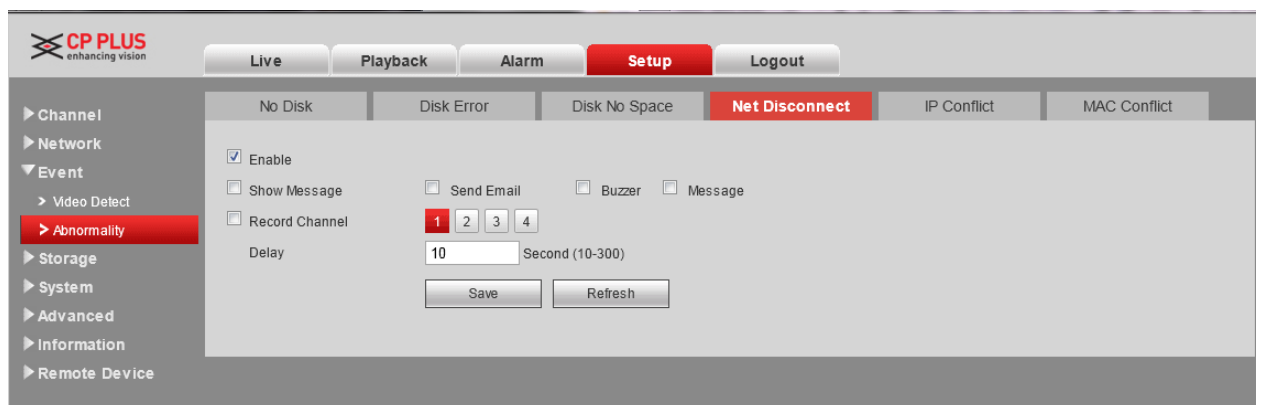 CP PLUS
enhancing vision
Live Playback Alarm Setup Logout
No Disk Disk Error Disk No Space Net Disconnect IP Conflict MAC Conflict
Channel
Network
Event
Video Detect
Abnormality
Storage
System
Advanced
Information
Remote Device
Enable
Show Message Send Email Buzzer Message
Record Channel 1 2 3 4
Delay 10 Second (10-300)
Save Refresh